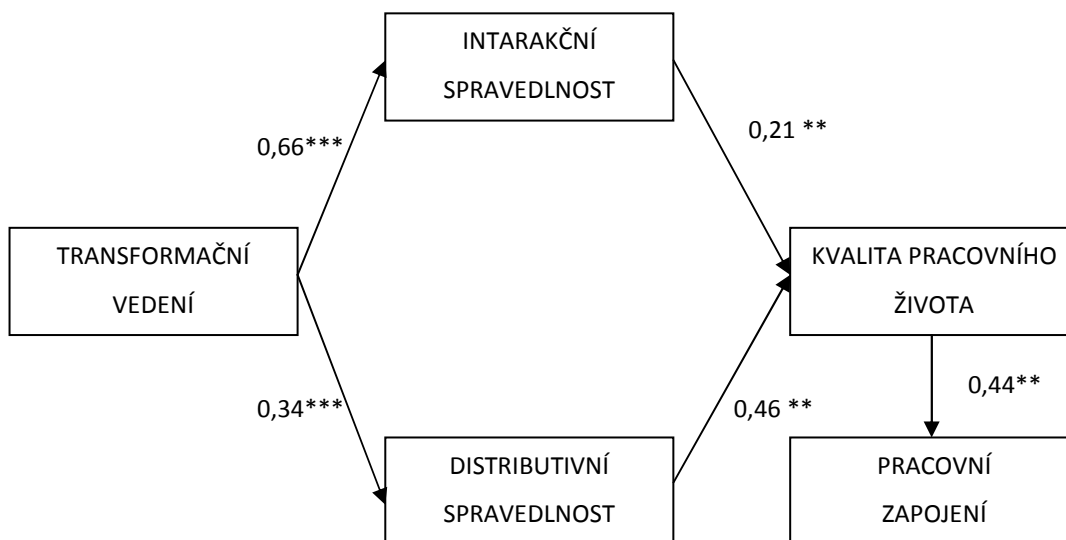 INTARAKČNÍ
SPRAVEDLNOST
0,66***
0,21 **
TRANSFORMAČNÍ
VEDENÍ
KVALITA PRACOVNÍHO
ŽIVOTA
0,34***
0,46 **
0,44**
DISTRIBUTIVNÍ
SPRAVEDLNOST
PRACOVNÍ
ZAPOJENÍ